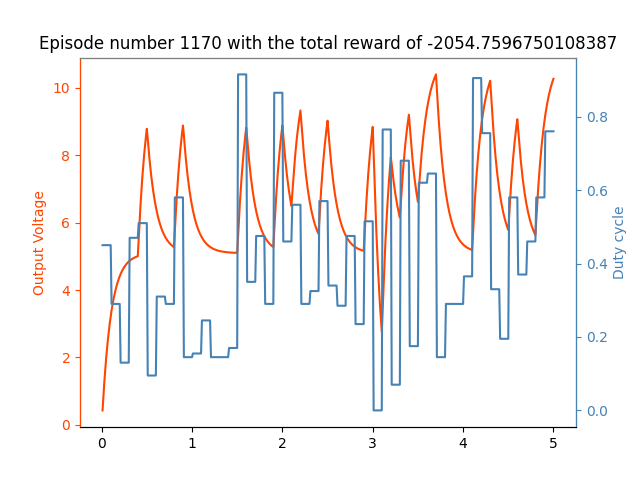 Episode number 1170 with the total reward of -2054.7596750108387
10
8
6
4
2
0
Output Voltage
0.8
0.6
0.4
0.2
0.0
Duty cycle
0 1 2 3 4 5